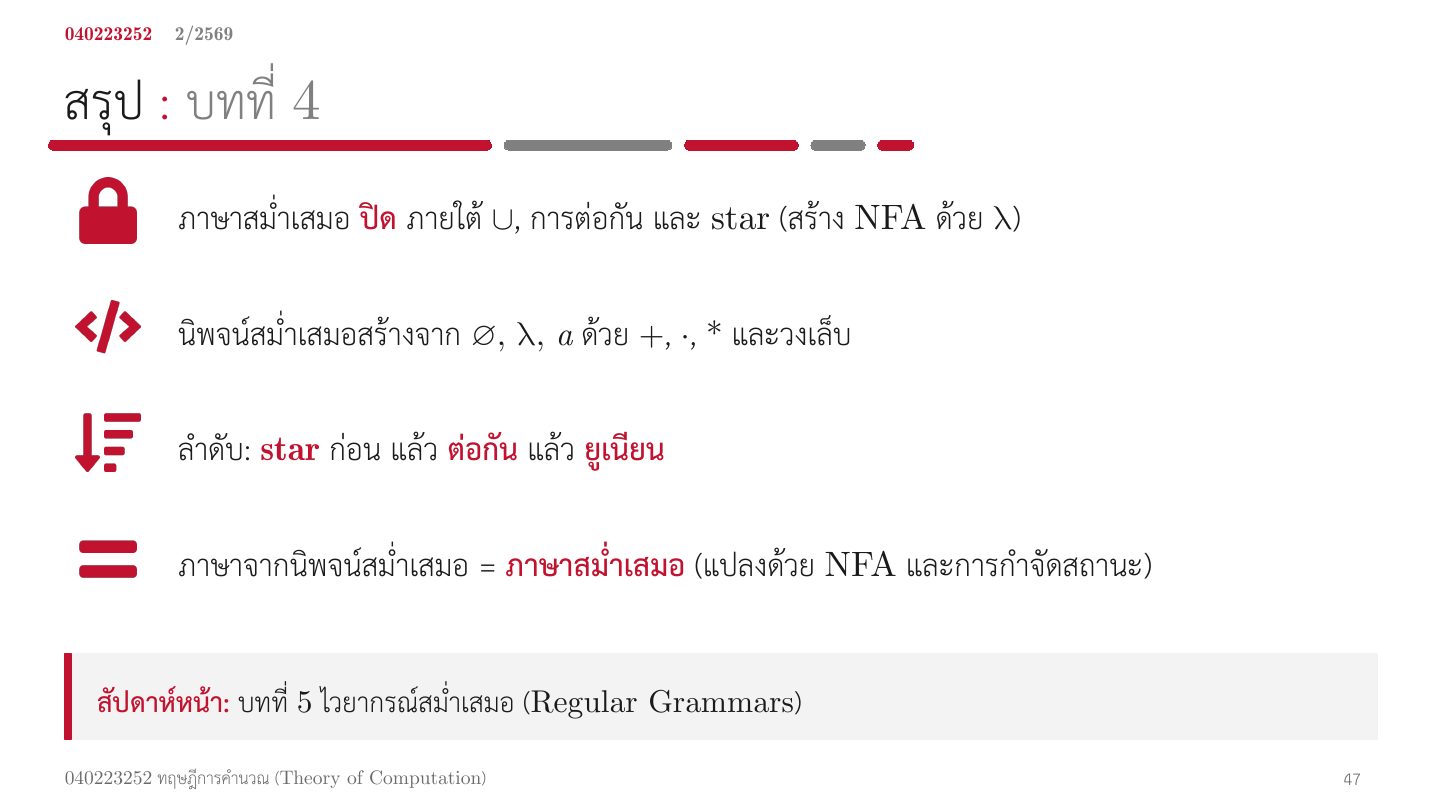 040223252 2/2569
สรุป : บทที่ 4
ภาษาสม่ำเสมอ ปิด ภายใต้ ∪, การต่อกัน และ star (สร้าง NFA ด้วย λ)
นิพจน์สม่ำเสมอสร้างจาก ∅, λ, a ด้วย +, ·, * และวงเล็บ
ลำดับ: star ก่อน แล้ว ต่อกัน แล้ว ยูเนียน
ภาษาจากนิพจน์สม่ำเสมอ = ภาษาสม่ำเสมอ (แปลงด้วย NFA และการกำจัดสถานะ)
สัปดาห์หน้า: บทที่ 5 ไวยากรณ์สม่ำเสมอ (Regular Grammars)
040223252 ทฤษฎีการคำนวณ (Theory of Computation) 47